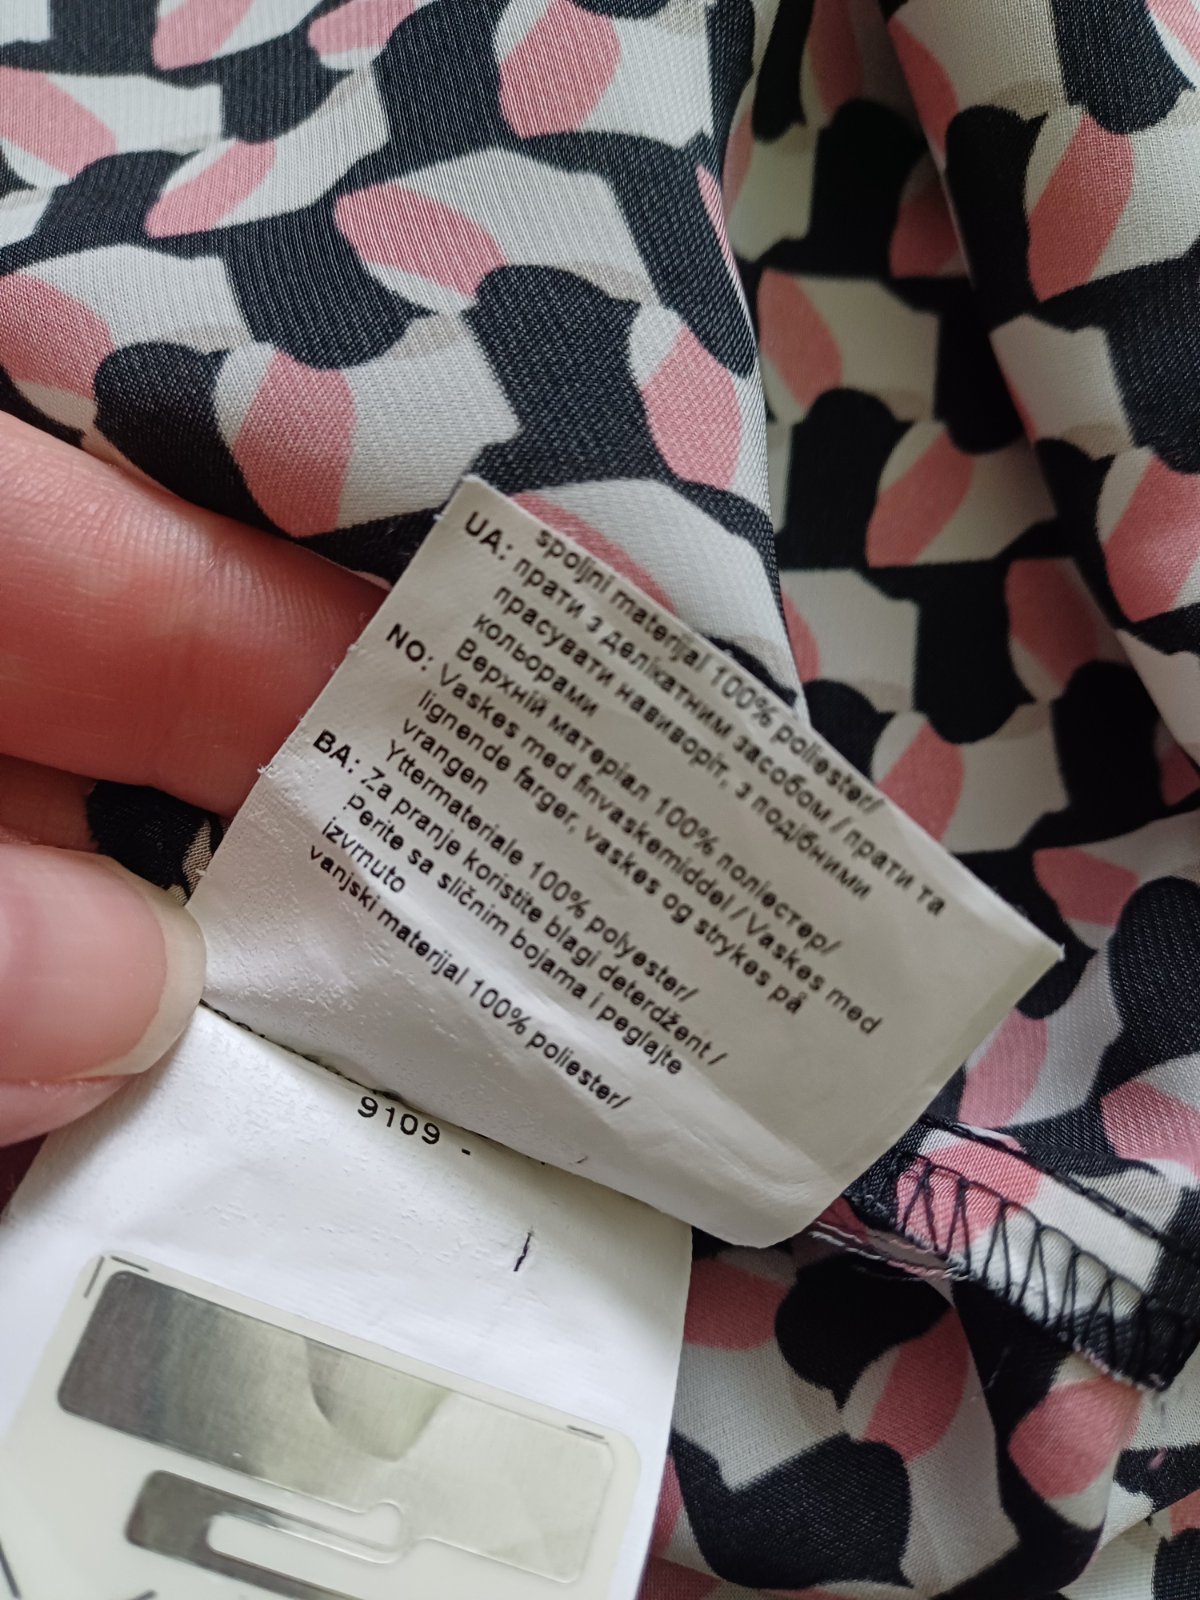 spoljni materijal 100% poliester/
UA: прати з делікатним засобом / прати та
прасувати навиворіт, з подібними
кольорами
Верхній матеріал 100% поліестер/
NO: Vaskes med finvaskemiddel / Vaskes med
lignende farger, vaskes og strykes på
vrangen
Yttermateriale 100% polyester/
BA: Za pranje koristite blagi deterdžent /
Perite sa sličnim bojama i peglajte
izvrnuto
vanjski materijal 100% poliester/
9109 -